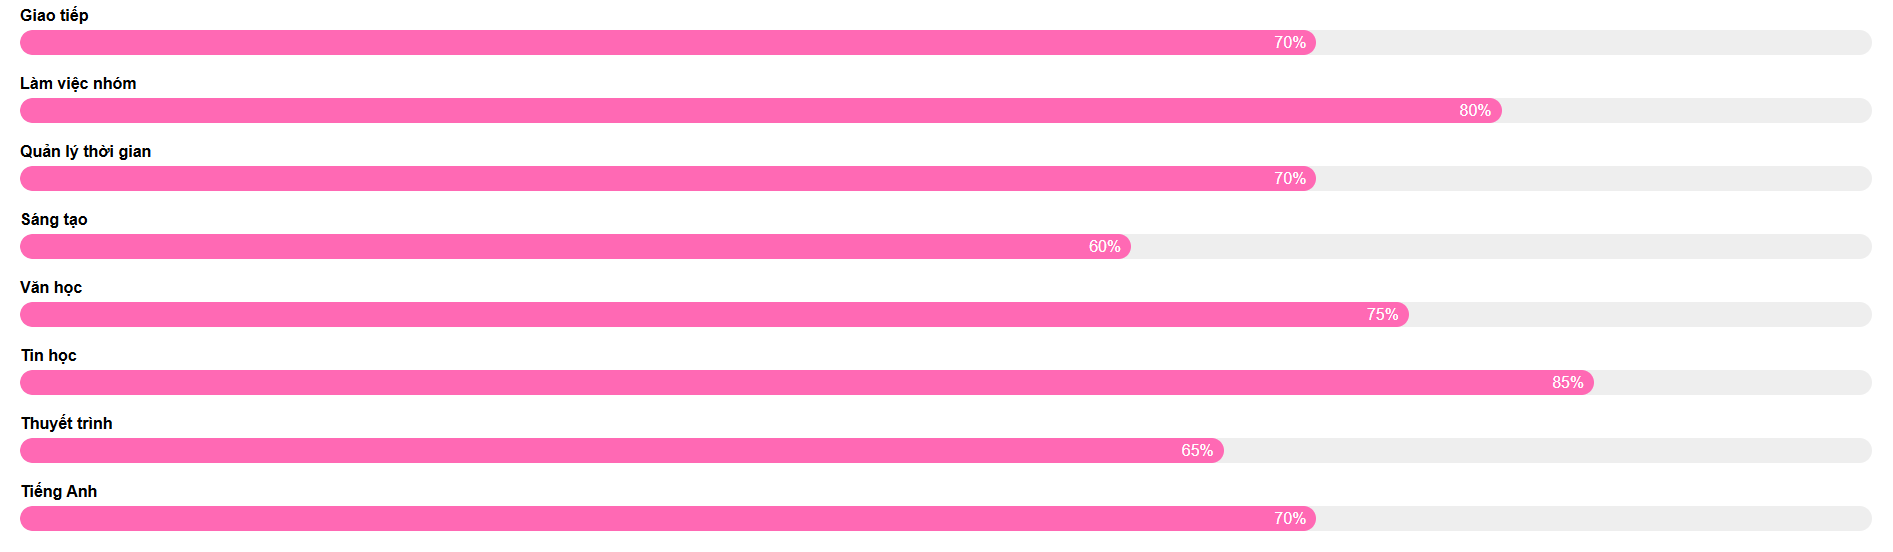 Giao tiếp
70%
Làm việc nhóm
80%
Quản lý thời gian
70%
Sáng tạo
60%
Văn học
75%
Tin học
85%
Thuyết trình
65%
Tiếng Anh
70%